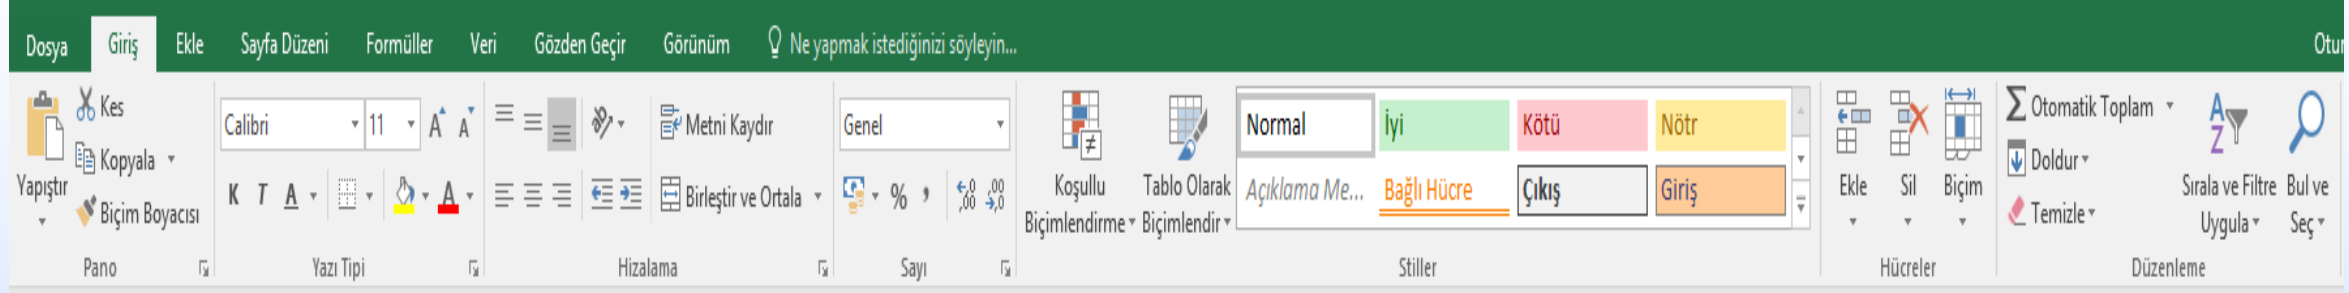 Dosya Giriş Ekle Sayfa Düzeni Formüller Veri Gözden Geçir Görünüm Ne yapmak istediğinizi söyleyin... Otur
Yapıştır
Kes
Kopyala
Biçim Boyacısı
Pano
Calibri 11
K T A A
Yazı Tipi
Metni Kaydır
Birleştir ve Ortala
Hizalama
Genel
%
Sayı
Koşullu
Biçimlendirme
Tablo Olarak
Biçimlendir
Normal İyi Kötü Nötr
Açıklama Me... Bağlı Hücre Çıkış Giriş
Stiller
Ekle Sil Biçim
Hücreler
Otomatik Toplam
Doldur
Temizle
Sırala ve Filtre
Uygula
Bul ve
Seç
Düzenleme